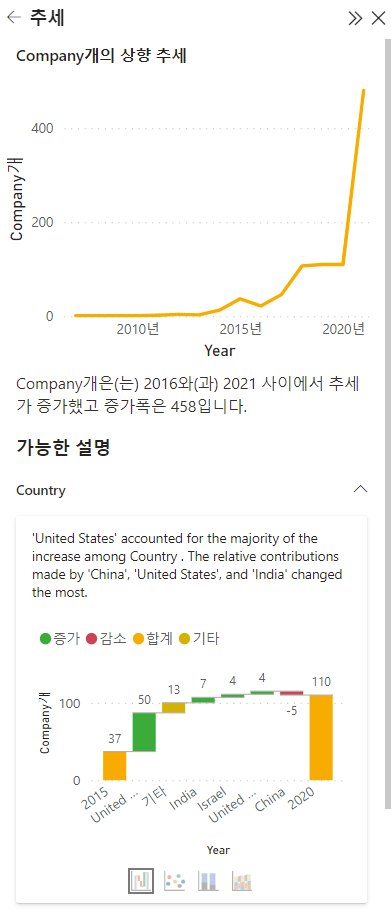 추세
Company개의 상향 추세
400
200
0
Company개
2010년
2015년
2020년
Year
Company개은(는) 2016와(과) 2021 사이에서 추세
가 증가했고 증가폭은 458입니다.
가능한 설명
Country
'United States' accounted for the majority of the
increase among Country . The relative contributions
made by 'China', 'United States', and 'India' changed
the most.
증가 감소 합계 기타
Company개
100
0
37
50
13
7
4
4
-5
110
2015
United ...
기타
India
Israel
United ...
China
2020
Year